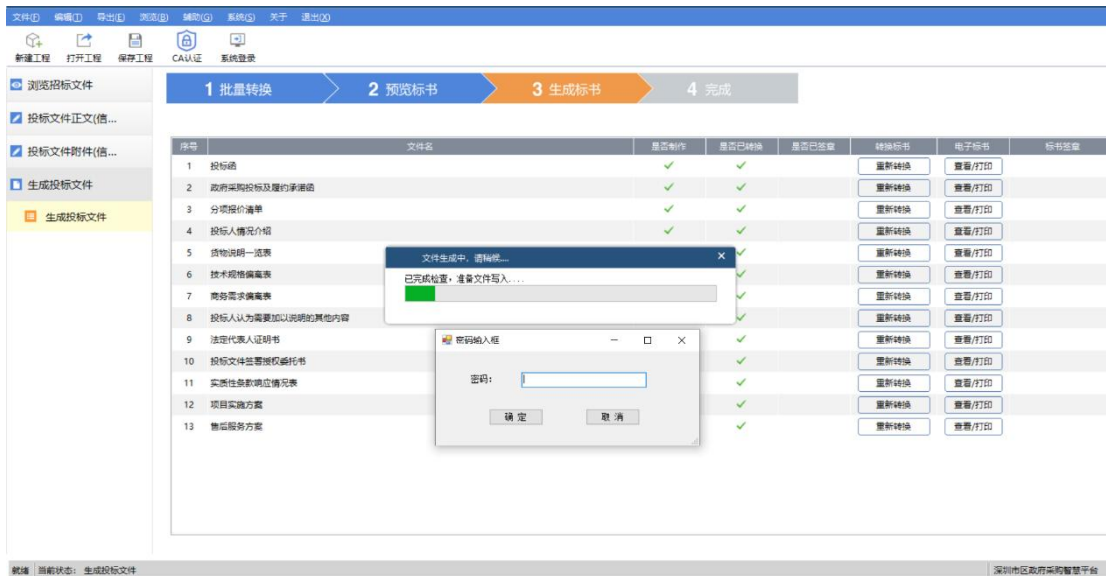 文件(F) 编辑(I) 导出(E) 浏览(B) 辅助(G) 系统(S) 关于 退出(X)
新建工程 打开工程 保存工程 CA认证 系统登录
浏览招标文件
投标文件正文(信...
投标文件附件(信...
生成投标文件
生成投标文件
1 批量转换 2 预览标书 3 生成标书 4 完成
序号 文件名 是否制作 是否已转换 是否已签章 转换标书 电子标书 标书签章
1 投标函 重新转换 查看/打印
2 政府采购投标及履约承诺函 重新转换 查看/打印
3 分项报价清单 重新转换 查看/打印
4 投标人情况介绍 重新转换 查看/打印
5 货物说明一览表 重新转换 查看/打印
6 技术规格偏离表 重新转换 查看/打印
7 商务需求偏离表 重新转换 查看/打印
8 投标人认为需要加以说明的其他内容 重新转换 查看/打印
9 法定代表人证明书 重新转换 查看/打印
10 投标文件签署授权委托书 重新转换 查看/打印
11 实质性条款响应情况表 重新转换 查看/打印
12 项目实施方案 重新转换 查看/打印
13 售后服务方案 重新转换 查看/打印
文件生成中，请稍候....
已完成检查，准备文件写入....
密码输入框
密码：
确定 取消
就绪 当前状态： 生成投标文件 深圳市区政府采购智慧平台